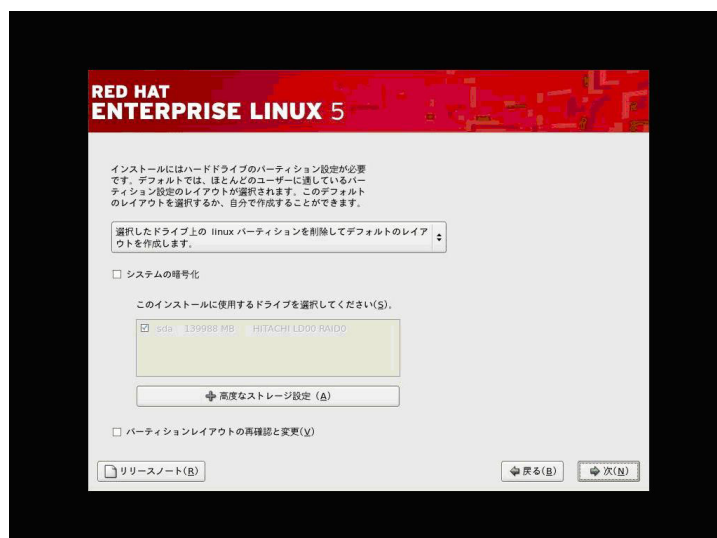 RED HAT
ENTERPRISE LINUX 5
インストールにはハードドライブのパーティション設定が必要
です。デフォルトでは、ほとんどのユーザーに適しているパー
ティション設定のレイアウトが選択されます。このデフォルト
のレイアウトを選択するか、自分で作成することができます。
選択したドライブ上の linux パーティションを削除してデフォルトのレイア
ウトを作成します。
システムの暗号化
このインストールに使用するドライブを選択してください(S)。
sda 139988 MB HITACHI LD00 RAID0
高度なストレージ設定 (A)
パーティションレイアウトの再確認と変更(V)
リリースノート(R)
戻る(B)
次(N)